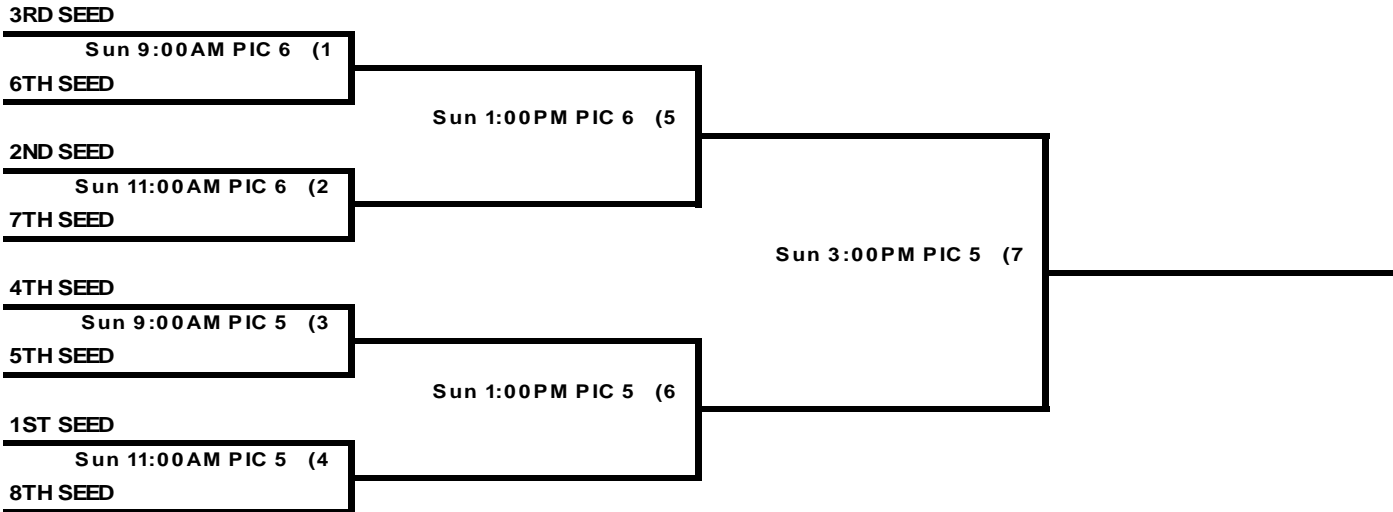 3RD SEED
Sun 9:00AM PIC 6 (1
6TH SEED
Sun 1:00PM PIC 6 (5
2ND SEED
Sun 11:00AM PIC 6 (2
7TH SEED
Sun 3:00PM PIC 5 (7
4TH SEED
Sun 9:00AM PIC 5 (3
5TH SEED
Sun 1:00PM PIC 5 (6
1ST SEED
Sun 11:00AM PIC 5 (4
8TH SEED